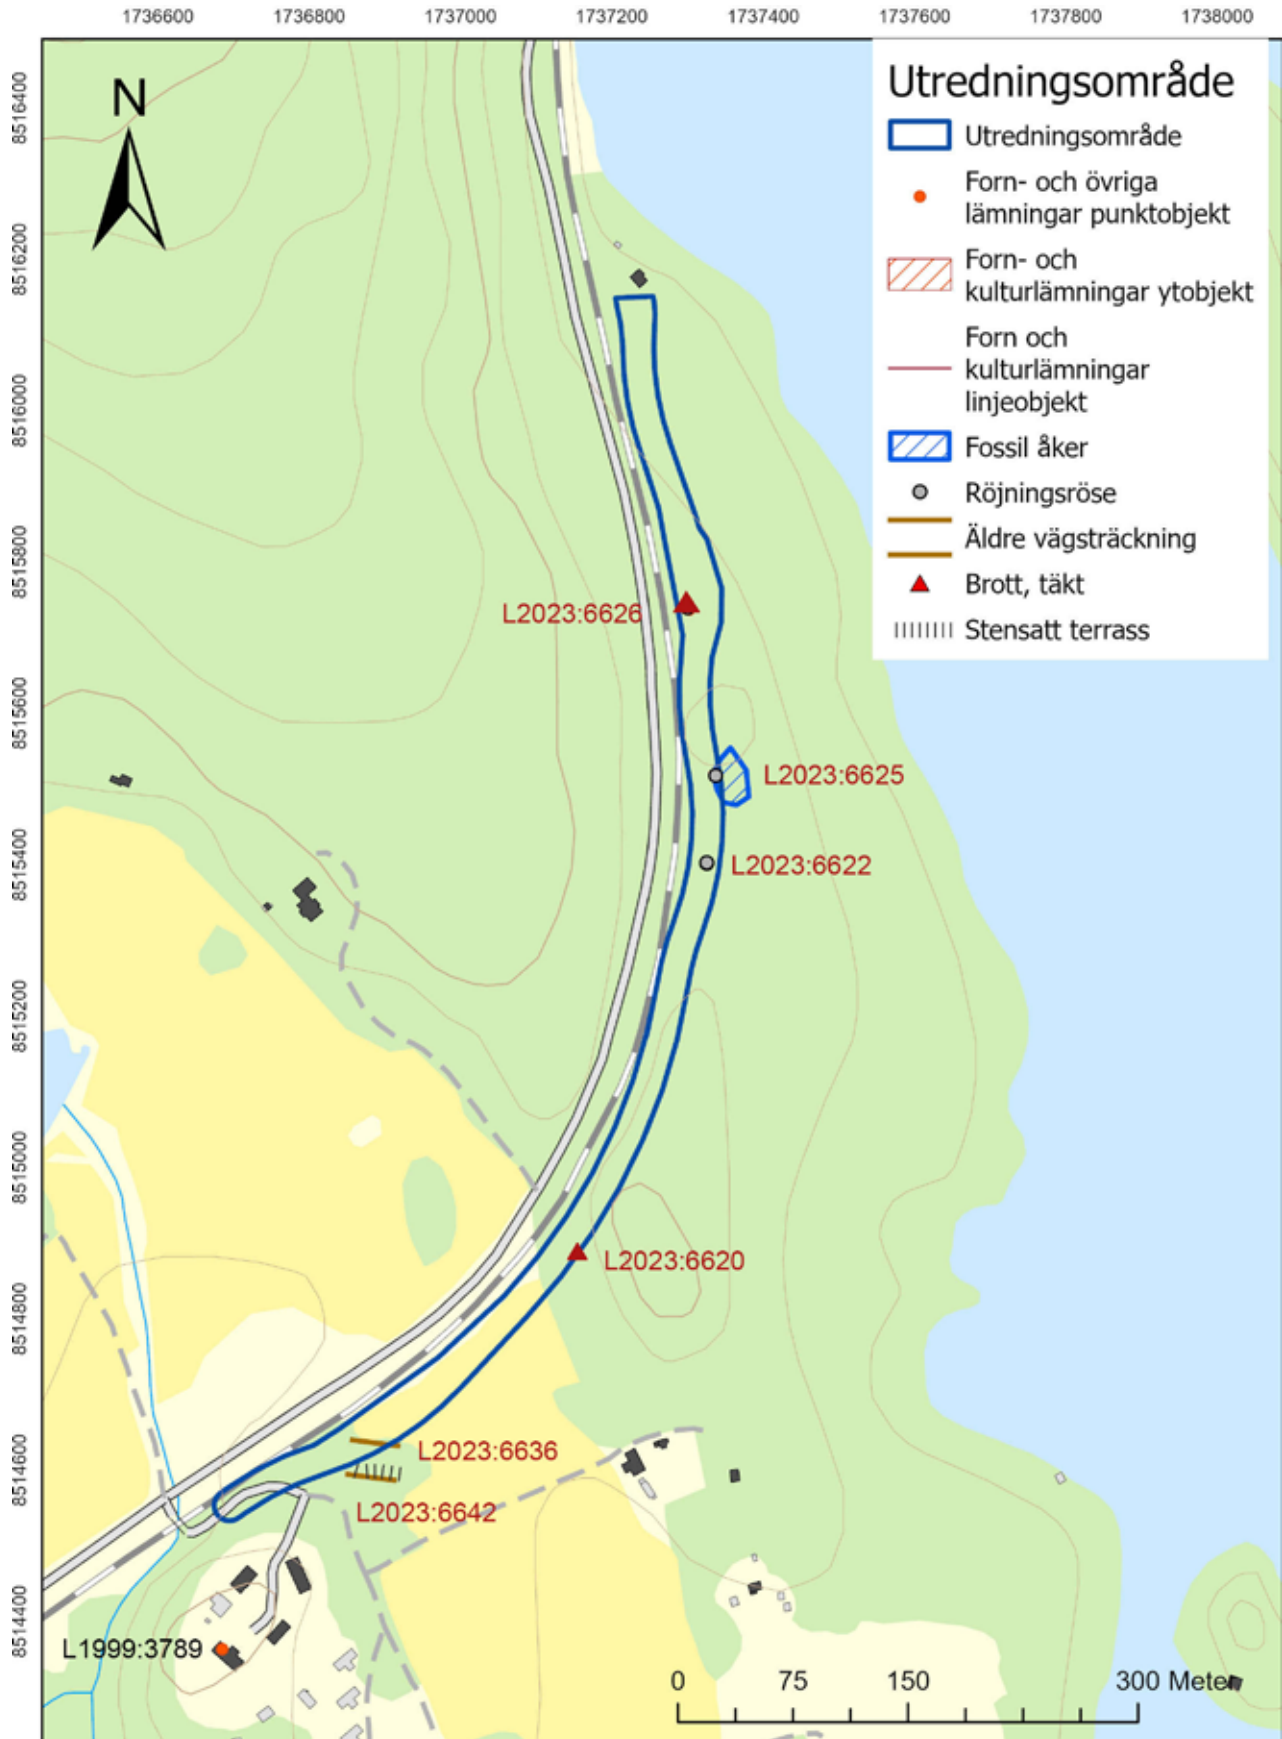 1736600 1736800 1737000 1737200 1737400 1737600 1737800 1738000
8516400
8516200
8516000
8515800
8515600
8515400
8515200
8515000
8514800
8514600
8514400
N
Utredningsområde
Utredningsområde
Forn- och övriga
lämningar punktobjekt
Forn- och
kulturlämningar ytobjekt
Forn och
kulturlämningar
linjeobjekt
Fossil åker
Röjningsröse
Äldre vägsträckning
Brott, täkt
Stensatt terrass
L2023:6626
L2023:6625
L2023:6622
L2023:6620
L2023:6636
L2023:6642
L1999:3789
0 75 150 300 Meter